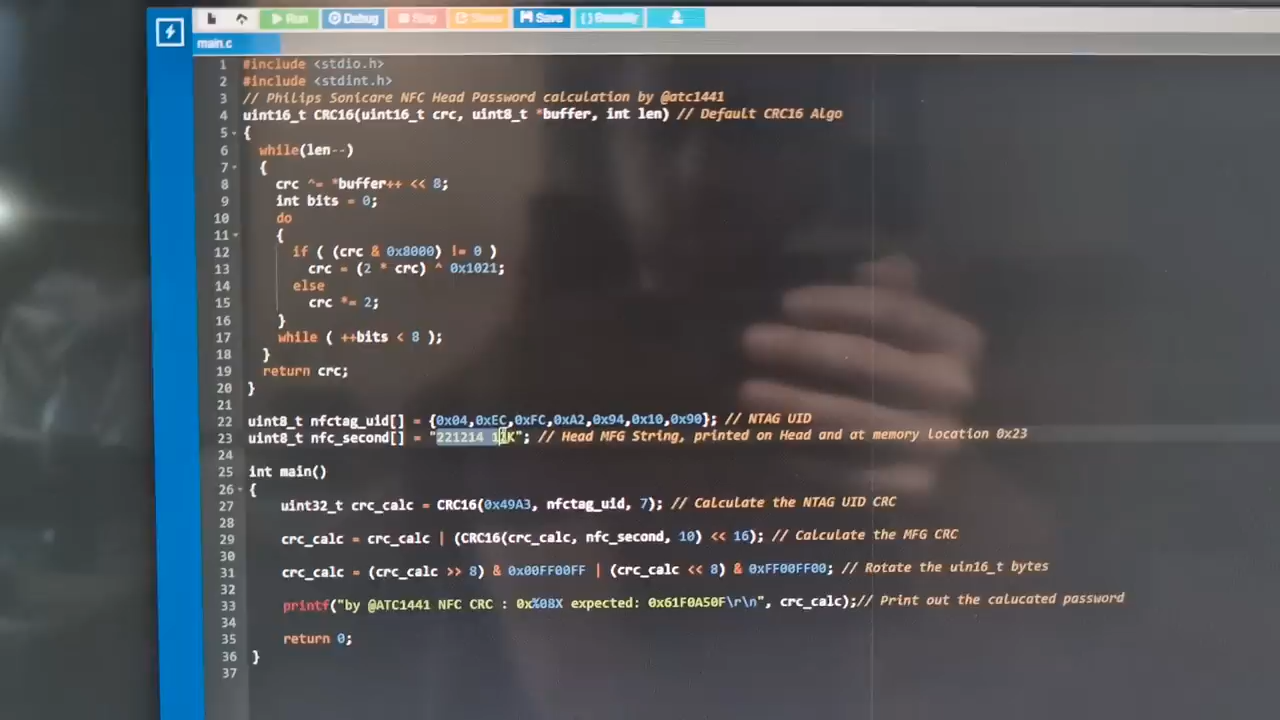 Run Debug Stop Share Save {} Beautify
main.c
1 #include <stdio.h>
2 #include <stdint.h>
3 // Philips Sonicare NFC Head Password calculation by @atc1441
4 uint16_t CRC16(uint16_t crc, uint8_t *buffer, int len) // Default CRC16 Algo
5 {
6 while(len--)
7 {
8 crc ^= *buffer++ << 8;
9 int bits = 0;
10 do
11 {
12 if ( (crc & 0x8000) != 0 )
13 crc = (2 * crc) ^ 0x1021;
14 else
15 crc *= 2;
16 }
17 while ( ++bits < 8 );
18 }
19 return crc;
20 }
21
22 uint8_t nfctag_uid[] = {0x04,0xEC,0xFC,0xA2,0x94,0x10,0x90}; // NTAG UID
23 uint8_t nfc_second[] = "221214 12K"; // Head MFG String, printed on Head and at memory location 0x23
24
25 int main()
26 {
27 uint32_t crc_calc = CRC16(0x49A3, nfctag_uid, 7); // Calculate the NTAG UID CRC
28
29 crc_calc = crc_calc | (CRC16(crc_calc, nfc_second, 10) << 16); // Calculate the MFG CRC
30
31 crc_calc = (crc_calc >> 8) & 0x00FF00FF | (crc_calc << 8) & 0xFF00FF00; // Rotate the uin16_t bytes
32
33 printf("by @ATC1441 NFC CRC : 0x%08X expected: 0x61F0A50F\r\n", crc_calc);// Print out the calucated password
34
35 return 0;
36 }
37